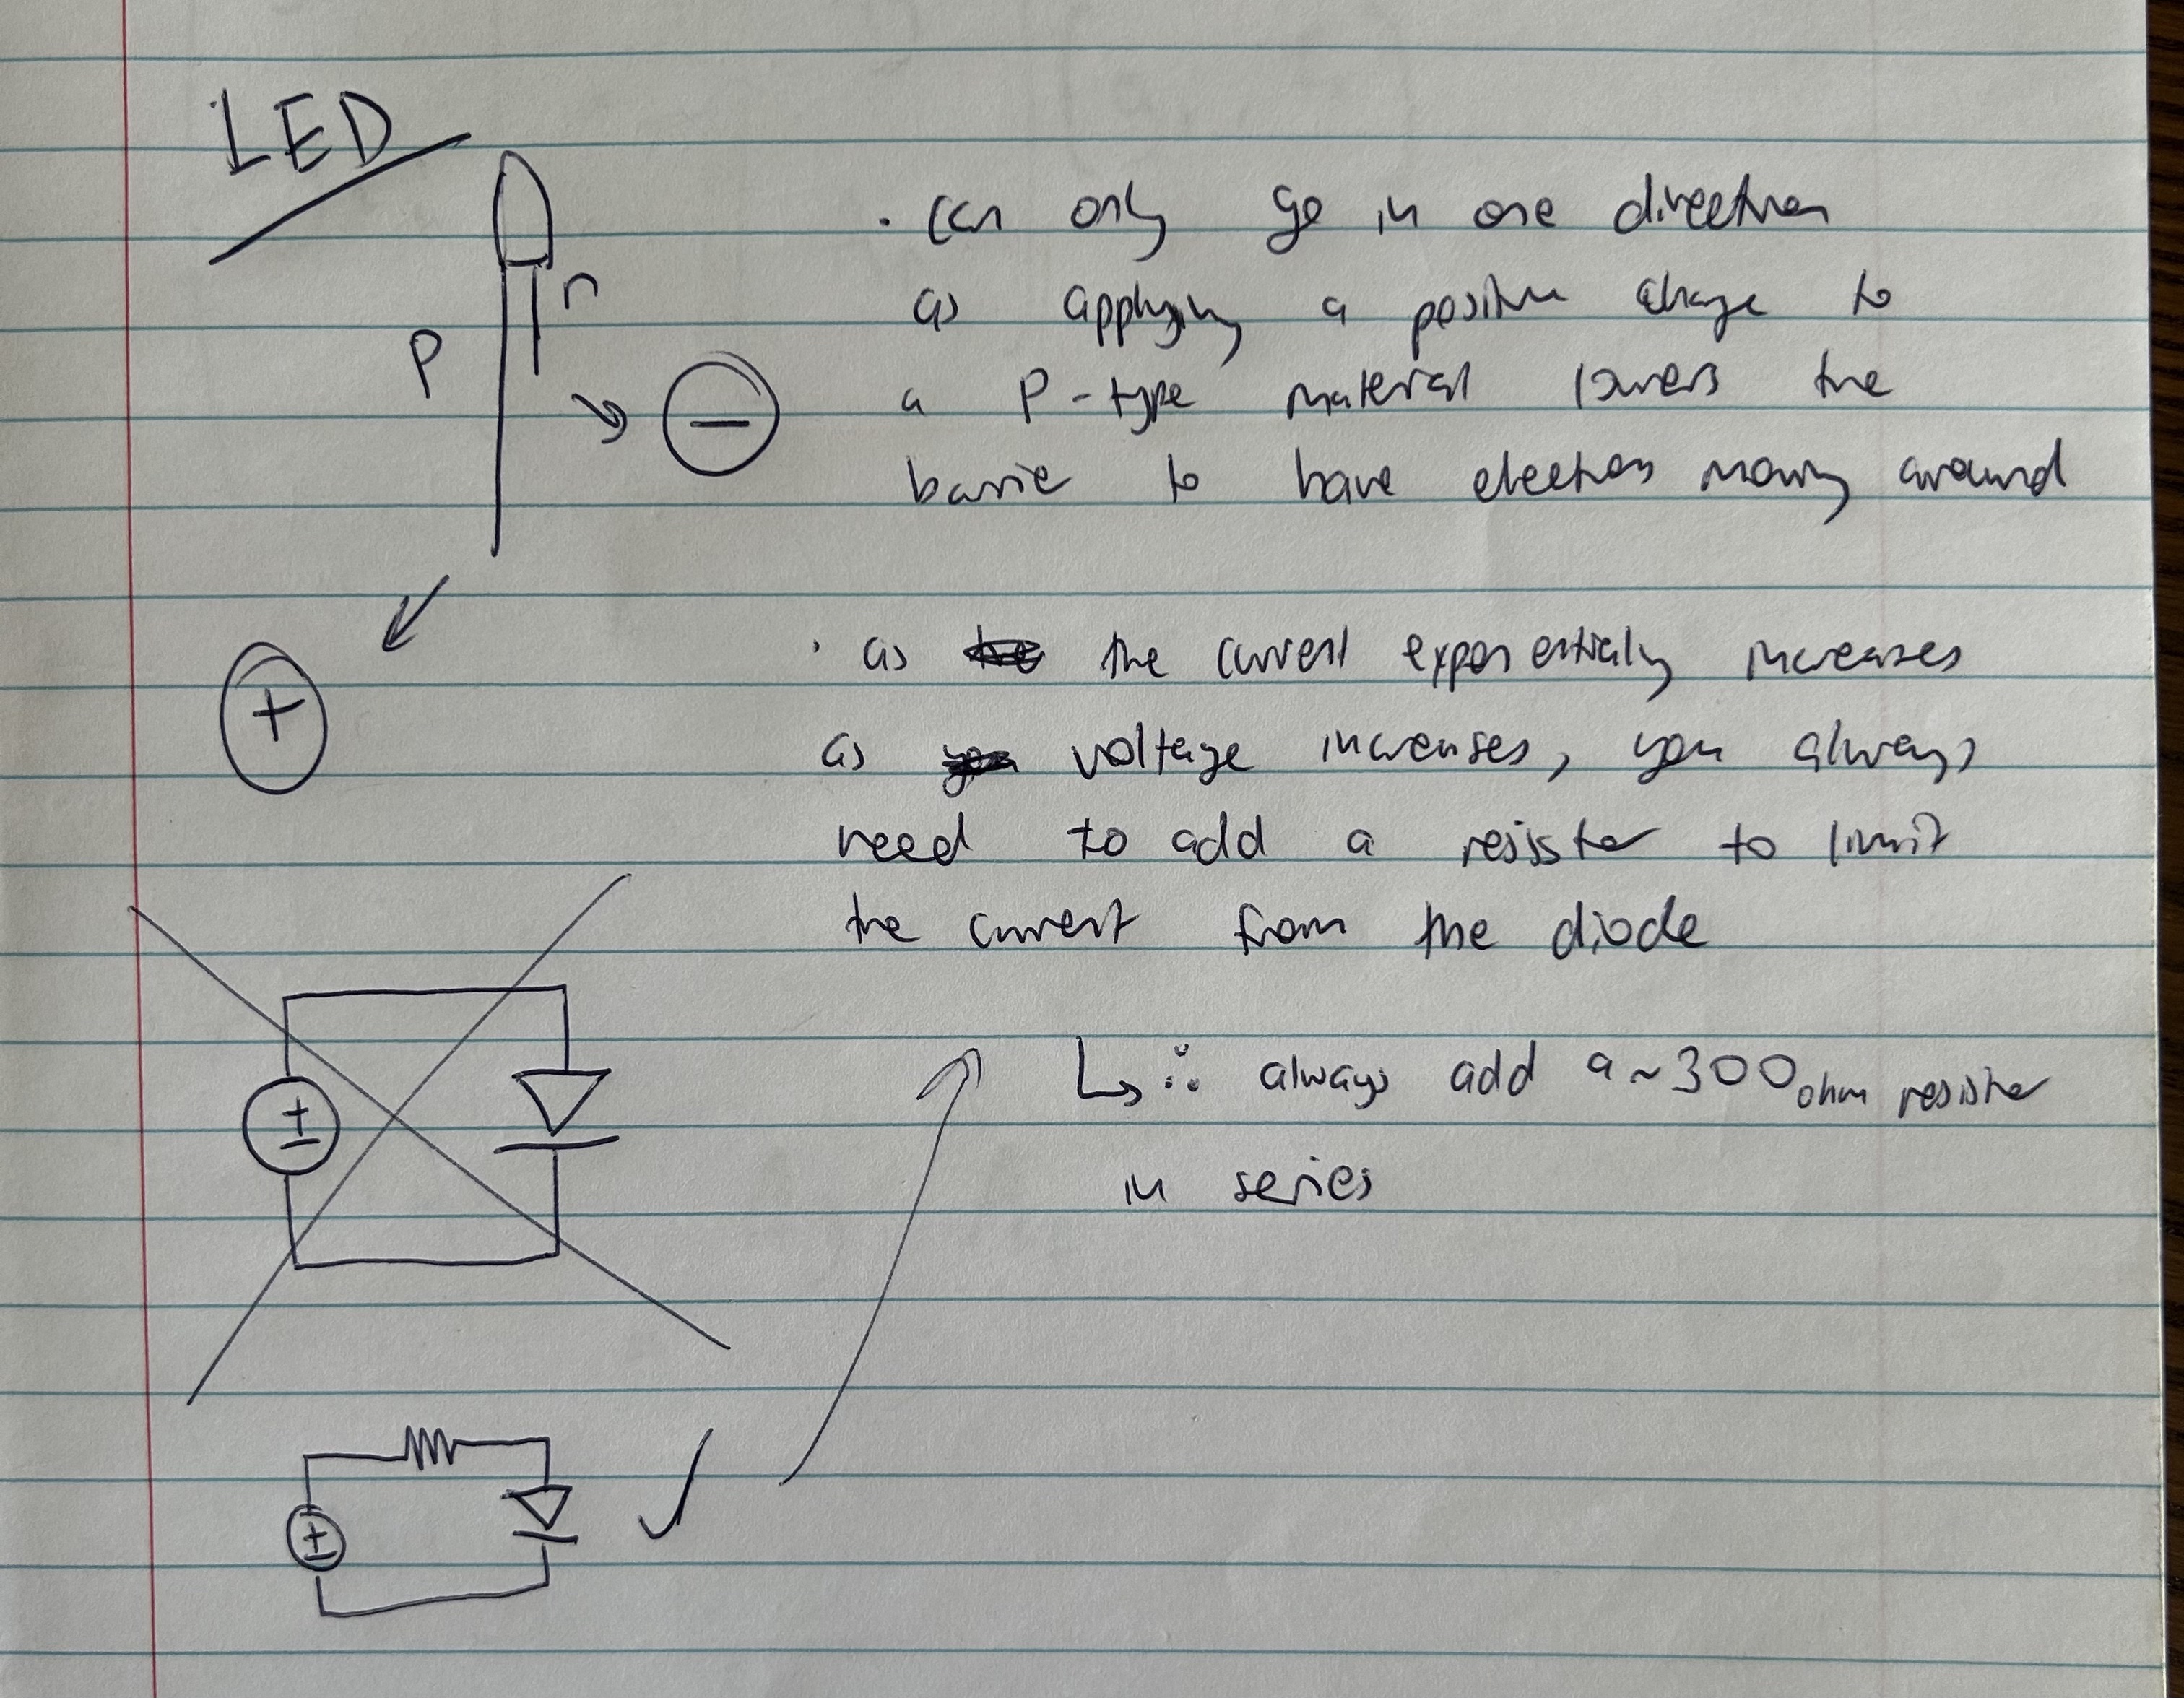 LED
n
P
−
+
· can only go in one direction
as applying a positive charge to
a P-type material lowers the
barrier to have electrons moving around
· as the current exponentially increases
as voltage increases, you always
need to add a resistor to limit
the current from the diode
↳ ∴ always add a ~300 ohm resistor
in series
±
±